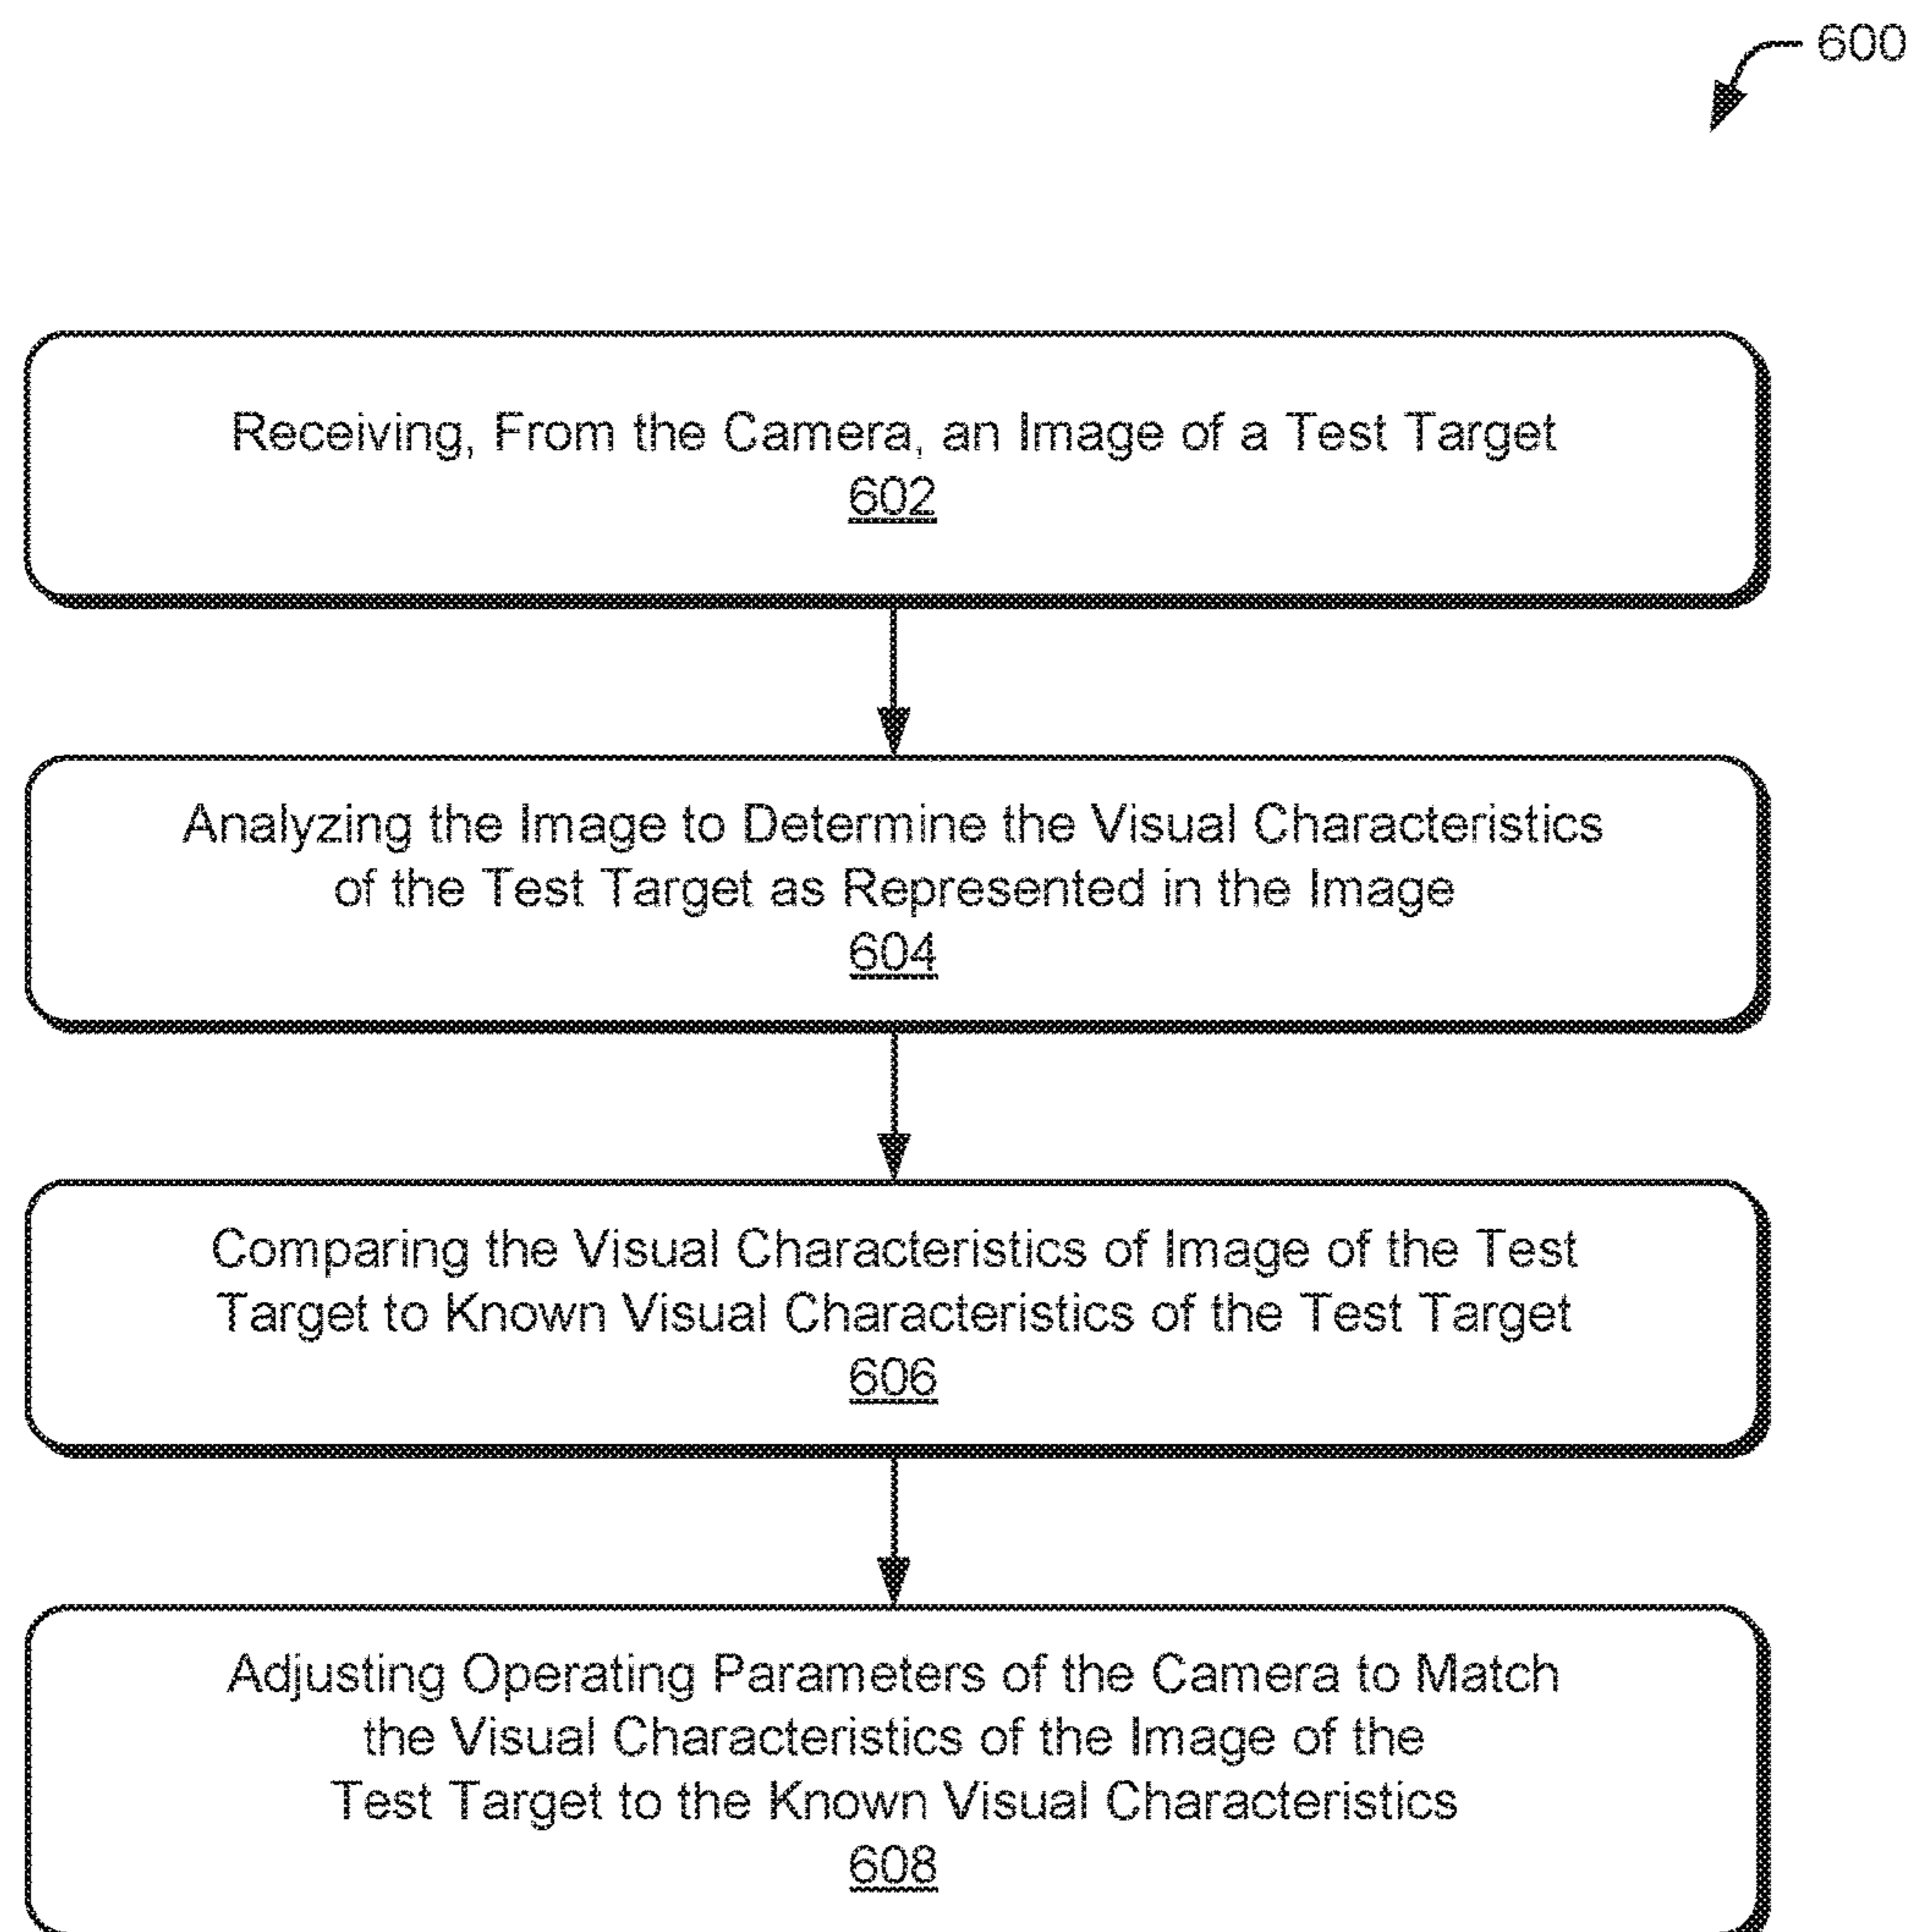 600
Receiving, From the Camera, an Image of a Test Target
602
Analyzing the Image to Determine the Visual Characteristics
of the Test Target as Represented in the Image
604
Comparing the Visual Characteristics of Image of the Test
Target to Known Visual Characteristics of the Test Target
606
Adjusting Operating Parameters of the Camera to Match
the Visual Characteristics of the Image of the
Test Target to the Known Visual Characteristics
608